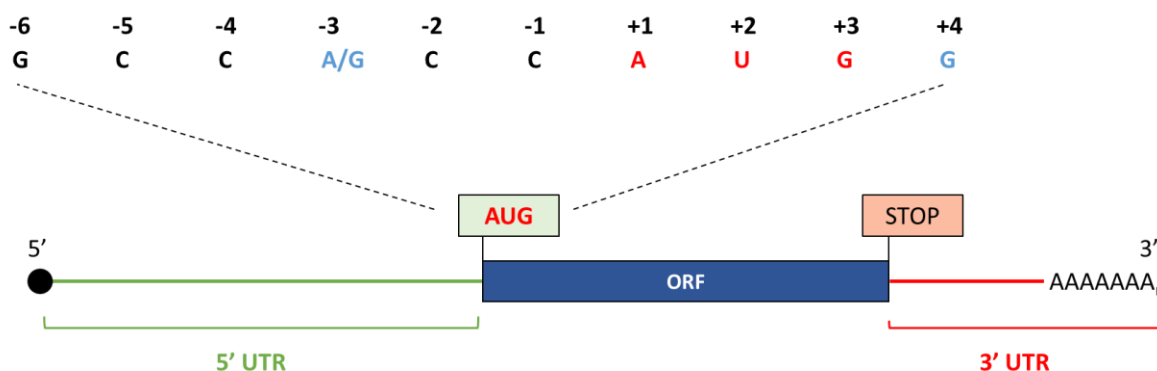 -6 -5 -4 -3 -2 -1 +1 +2 +3 +4
G C C A/G C C A U G G
AUG STOP
5’ 3’
ORF AAAAAAA
5’ UTR 3’ UTR